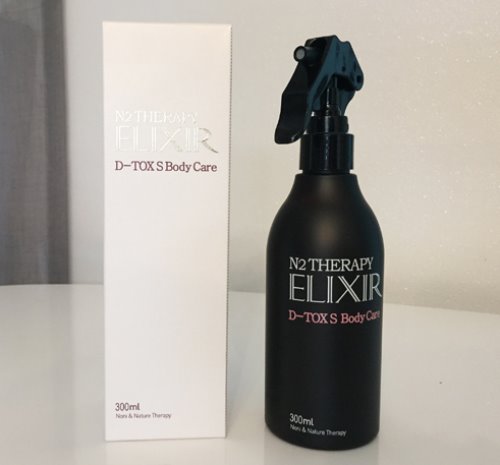 N2 THERAPY
ELIXIR
D-TOX S Body Care
300ml
Noni & Nature Therapy
N2 THERAPY
ELIXIR
D-TOX S Body Care
300ml
Noni & Nature Therapy